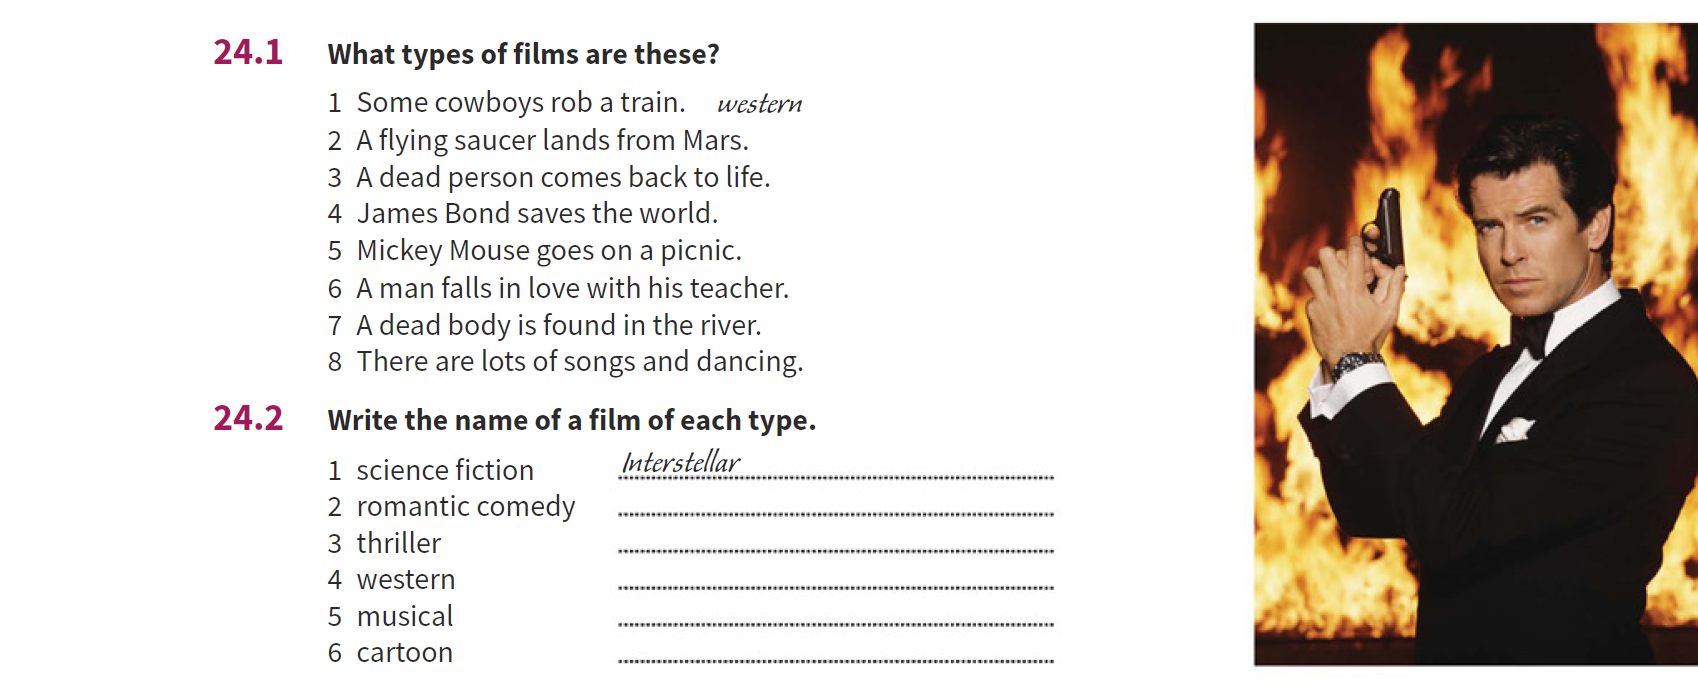 24.1 What types of films are these?
1 Some cowboys rob a train. western
2 A flying saucer lands from Mars.
3 A dead person comes back to life.
4 James Bond saves the world.
5 Mickey Mouse goes on a picnic.
6 A man falls in love with his teacher.
7 A dead body is found in the river.
8 There are lots of songs and dancing.
24.2 Write the name of a film of each type.
1 science fiction Interstellar
2 romantic comedy
3 thriller
4 western
5 musical
6 cartoon